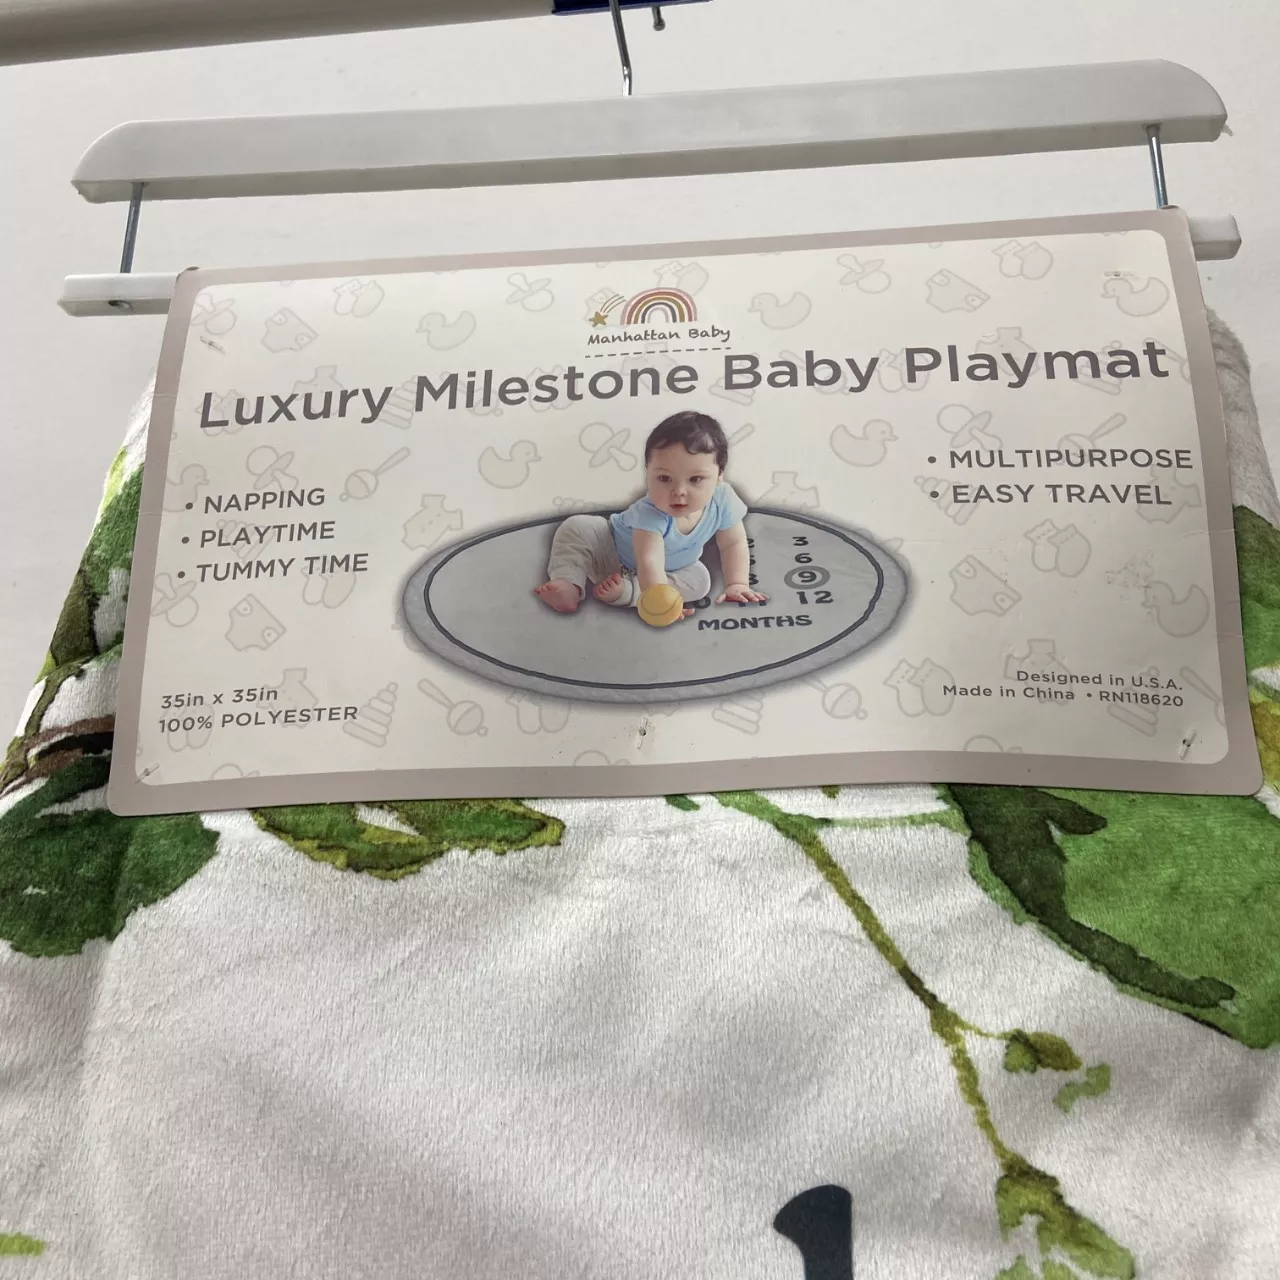 Manhattan Baby
Luxury Milestone Baby Playmat
• NAPPING
• PLAYTIME
• TUMMY TIME
• MULTIPURPOSE
• EASY TRAVEL
3
6
9
12
MONTHS
35in x 35in
100% POLYESTER
Designed in U.S.A.
Made in China • RN118620